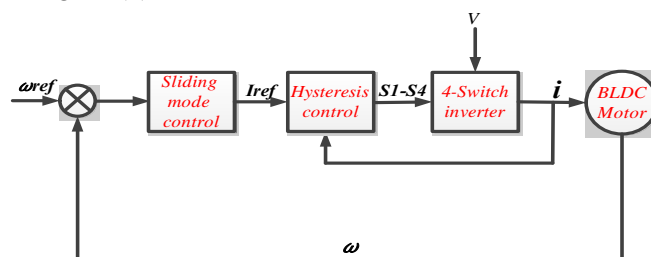 V
ωref
Sliding
mode
control
Iref
Hysteresis
control
S1-S4
4-Switch
inverter
i
BLDC
Motor
ω